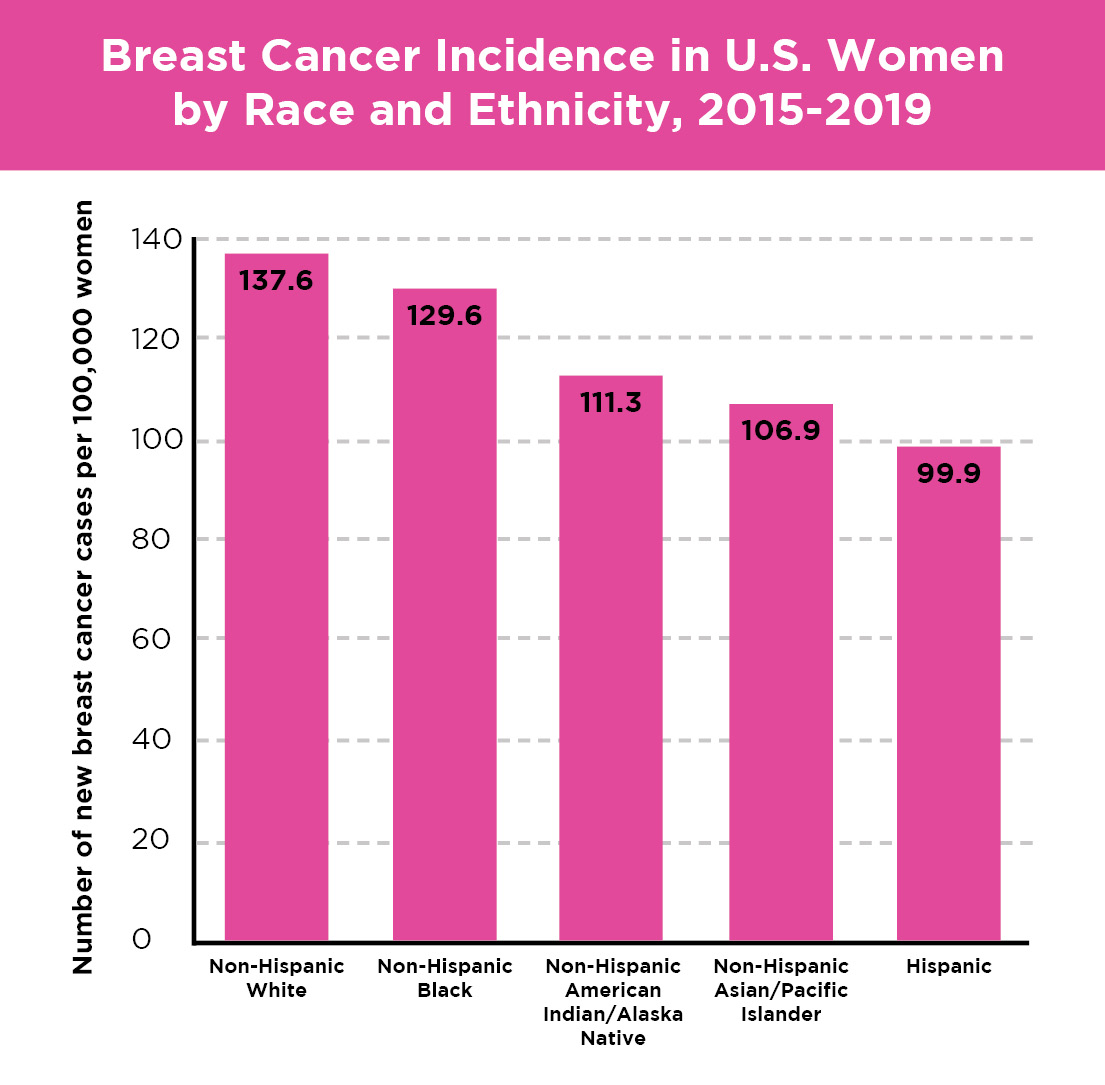 Breast Cancer Incidence in U.S. Women
by Race and Ethnicity, 2015-2019
Number of new breast cancer cases per 100,000 women
140
120
100
80
60
40
20
0
137.6
129.6
111.3
106.9
99.9
Non-Hispanic
White
Non-Hispanic
Black
Non-Hispanic
American
Indian/Alaska
Native
Non-Hispanic
Asian/Pacific
Islander
Hispanic